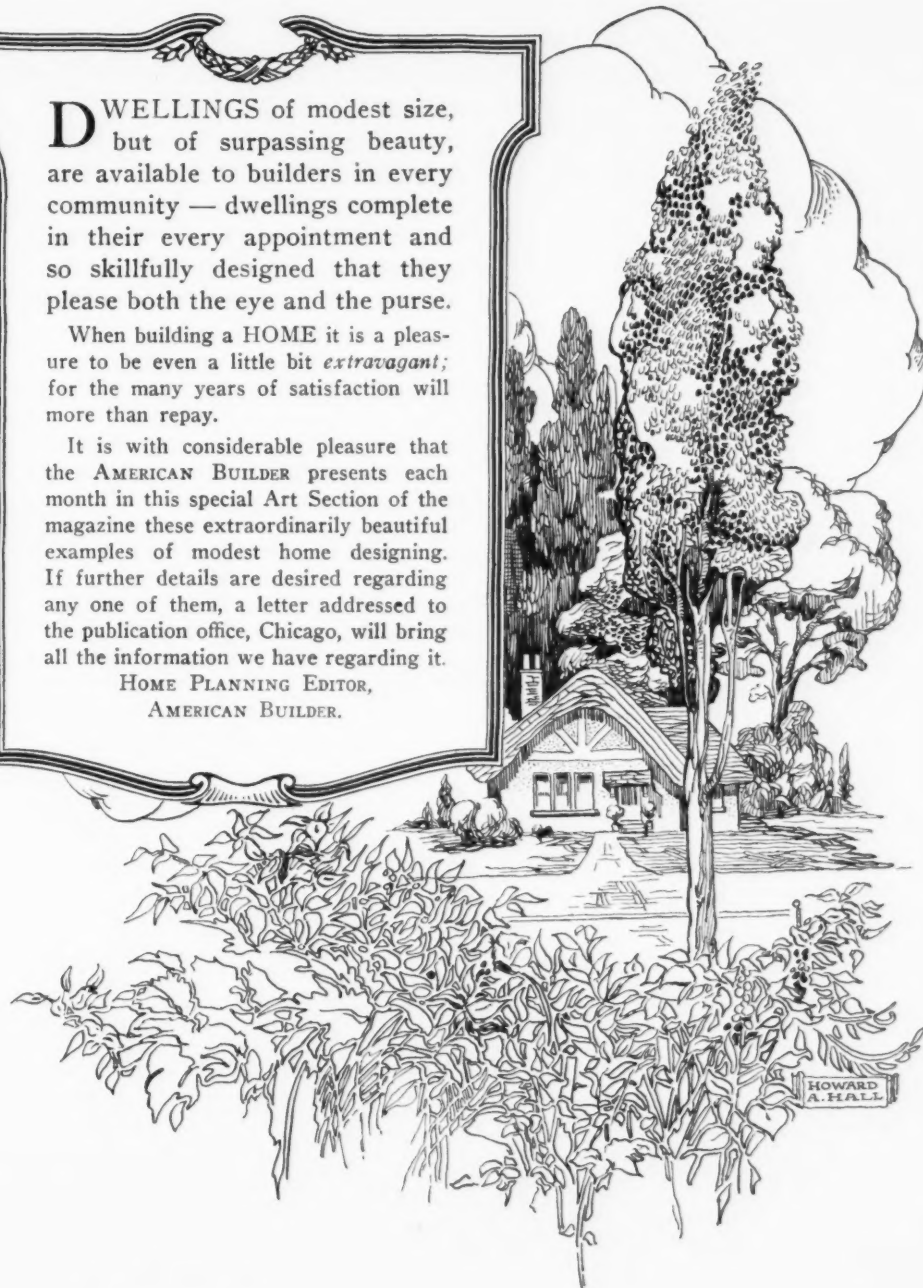 DWELLINGS of modest size,
but of surpassing beauty,
are available to builders in every
community — dwellings complete
in their every appointment and
so skillfully designed that they
please both the eye and the purse.
When building a HOME it is a pleas-
ure to be even a little bit extravagant;
for the many years of satisfaction will
more than repay.
It is with considerable pleasure that
the AMERICAN BUILDER presents each
month in this special Art Section of the
magazine these extraordinarily beautiful
examples of modest home designing.
If further details are desired regarding
any one of them, a letter addressed to
the publication office, Chicago, will bring
all the information we have regarding it.
HOME PLANNING EDITOR,
AMERICAN BUILDER.
HOWARD
A. HALL